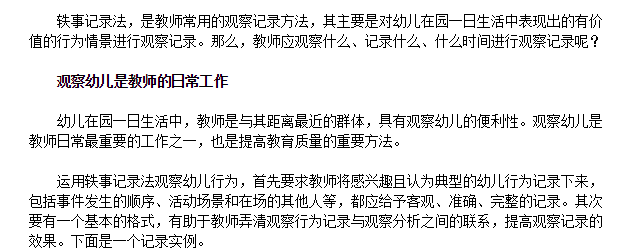 轶事记录法，是教师常用的观察记录方法，其主要是对幼儿在园一日生活中表现出的有价
值的行为情景进行观察记录。那么，教师应观察什么、记录什么、什么时间进行观察记录呢？
观察幼儿是教师的日常工作
幼儿在园一日生活中，教师是与其距离最近的群体，具有观察幼儿的便利性。观察幼儿是
教师日常最重要的工作之一，也是提高教育质量的重要方法。
运用轶事记录法观察幼儿行为，首先要求教师将感兴趣且认为典型的幼儿行为记录下来，
包括事件发生的顺序、活动场景和在场的其他人等，都应给予客观、准确、完整的记录。其次
要有一个基本的格式，有助于教师弄清观察行为记录与观察分析之间的联系，提高观察记录的
效果。下面是一个记录实例。